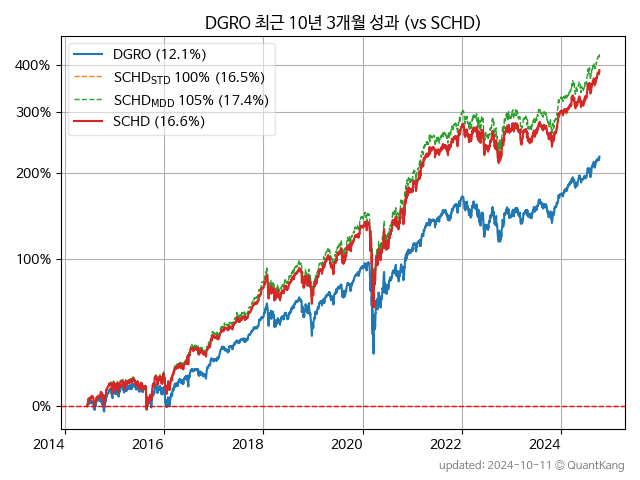 DGRO 최근 10년 3개월 성과 (vs SCHD)
DGRO (12.1%)
SCHD_STD 100% (16.5%)
SCHD_MDD 105% (17.4%)
SCHD (16.6%)
400%
300%
200%
100%
0%
2014 2016 2018 2020 2022 2024
updated: 2024-10-11 © QuantKang